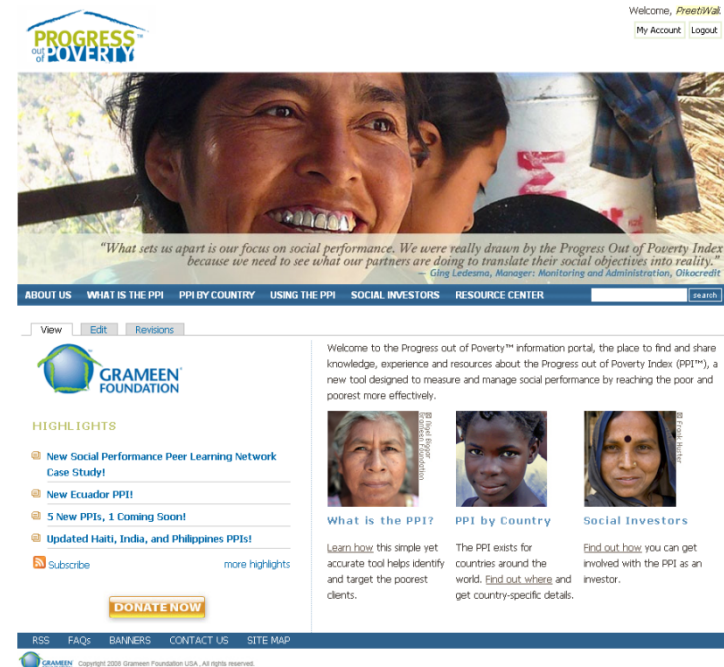 Welcome, PreetiWali.
My Account Logout
PROGRESS™
out of POVERTY
"What sets us apart is our focus on social performance. We were really drawn by the Progress Out of Poverty Index
because we need to see what our partners are doing to translate their social objectives into reality."
— Ging Ledesma, Manager: Monitoring and Administration, Oikocredit
ABOUT US WHAT IS THE PPI PPI BY COUNTRY USING THE PPI SOCIAL INVESTORS RESOURCE CENTER search
View Edit Revisions
GRAMEEN
FOUNDATION
HIGHLIGHTS
New Social Performance Peer Learning Network
Case Study!
New Ecuador PPI!
5 New PPIs, 1 Coming Soon!
Updated Haiti, India, and Philippines PPIs!
Subscribe more highlights
DONATE NOW
Welcome to the Progress out of Poverty™ information portal, the place to find and share
knowledge, experience and resources about the Progress out of Poverty Index (PPI™), a
new tool designed to measure and manage social performance by reaching the poor and
poorest more effectively.
Nigel Biggar
Grameen Foundation
Frank Huster
What is the PPI?
Learn how this simple yet
accurate tool helps identify
and target the poorest
clients.
PPI by Country
The PPI exists for
countries around the
world. Find out where and
get country-specific details.
Social Investors
Find out how you can get
involved with the PPI as an
investor.
RSS FAQs BANNERS CONTACT US SITE MAP
GRAMEEN Copyright 2008 Grameen Foundation USA , All rights reserved.